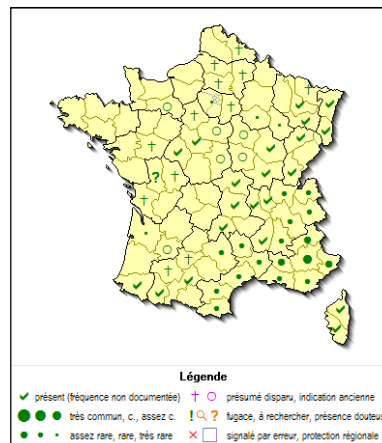 Légende
présent (fréquence non documentée) présumé disparu, indication ancienne
très commun, c., assez c. fugace, à rechercher, présence douteus
assez rare, rare, très rare signalé par erreur, protection régionale